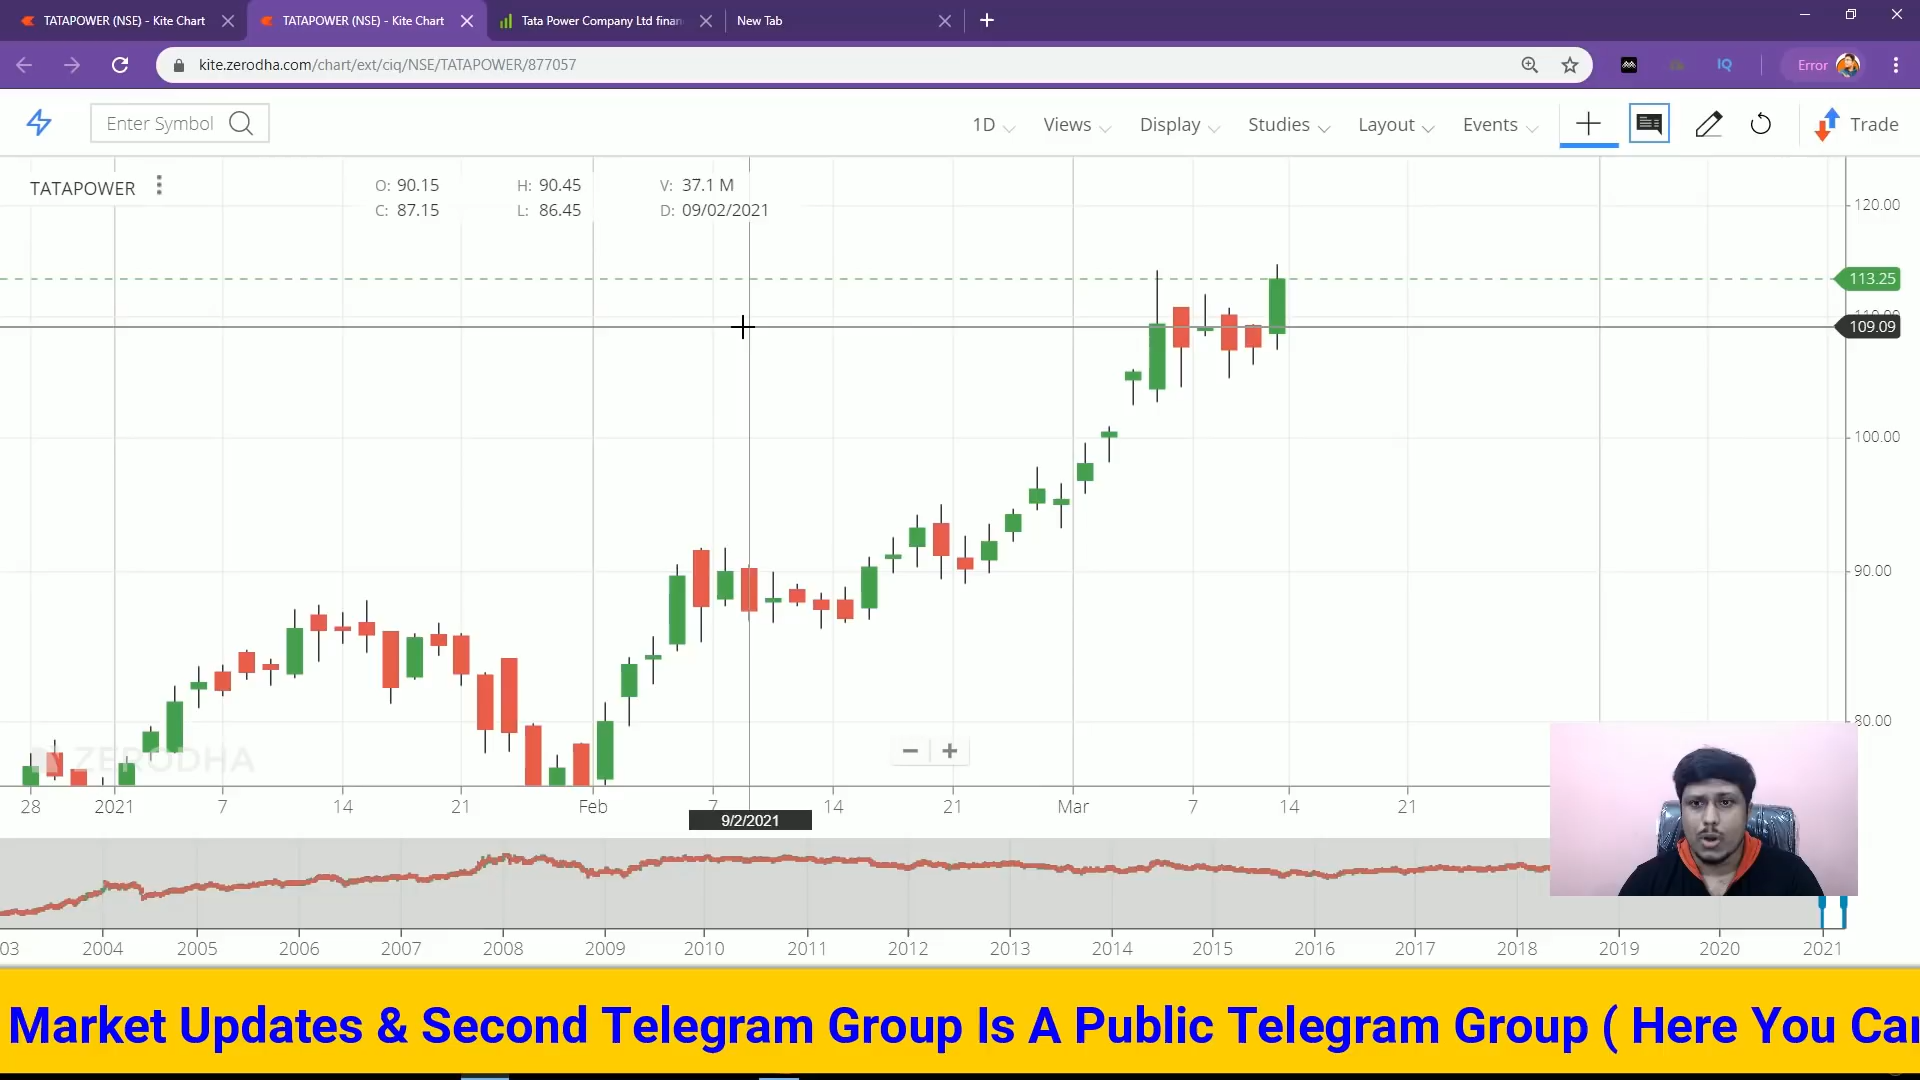 TATAPOWER (NSE) - Kite Chart
TATAPOWER (NSE) - Kite Chart
Tata Power Company Ltd finan
New Tab
kite.zerodha.com/chart/ext/ciq/NSE/TATAPOWER/877057
IQ
Error
Enter Symbol
1D
Views
Display
Studies
Layout
Events
Trade
TATAPOWER
O: 90.15 H: 90.45 V: 37.1 M
C: 87.15 L: 86.45 D: 09/02/2021
120.00
113.25
110.00
109.09
100.00
90.00
80.00
ZERODHA
28 2021 7 14 21 Feb 7 14 21 Mar 7 14 21
9/2/2021
03 2004 2005 2006 2007 2008 2009 2010 2011 2012 2013 2014 2015 2016 2017 2018 2019 2020 2021
Market Updates & Second Telegram Group Is A Public Telegram Group ( Here You Can